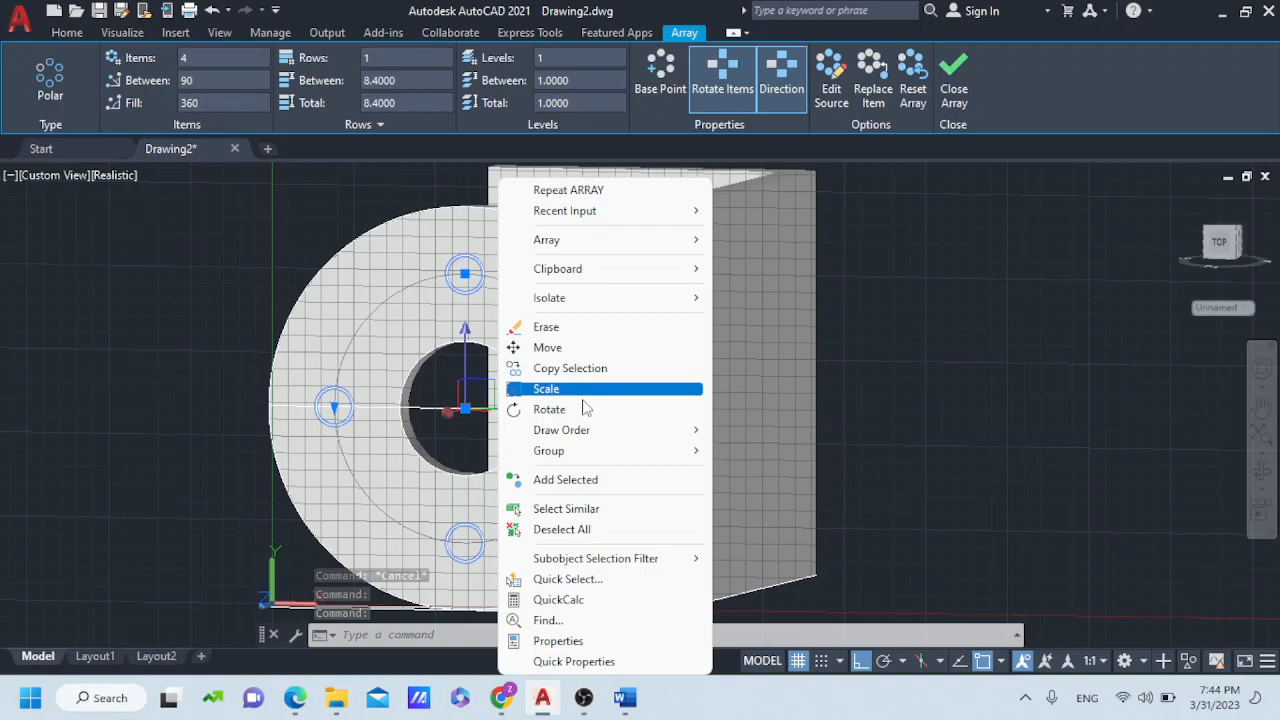 Autodesk AutoCAD 2021 Drawing2.dwg
Type a keyword or phrase
Sign In
Home Visualize Insert View Manage Output Add-ins Collaborate Express Tools Featured Apps Array
Polar
Type
Items: 4
Between: 90
Fill: 360
Items
Rows: 1
Between: 8.4000
Total: 8.4000
Rows
Levels: 1
Between: 1.0000
Total: 1.0000
Levels
Base Point
Rotate Items
Direction
Properties
Edit
Source
Replace
Item
Reset
Array
Options
Close
Array
Close
Start
Drawing2*
[−][Custom View][Realistic]
Repeat ARRAY
Recent Input
Array
Clipboard
Isolate
Erase
Move
Copy Selection
Scale
Rotate
Draw Order
Group
Add Selected
Select Similar
Deselect All
Subobject Selection Filter
Quick Select...
QuickCalc
Find...
Properties
Quick Properties
TOP
Unnamed
Y
Command: *Cancel*
Command:
Command:
Type a command
Model Layout1 Layout2
MODEL
1:1
Search
ENG
7:44 PM
3/31/2023